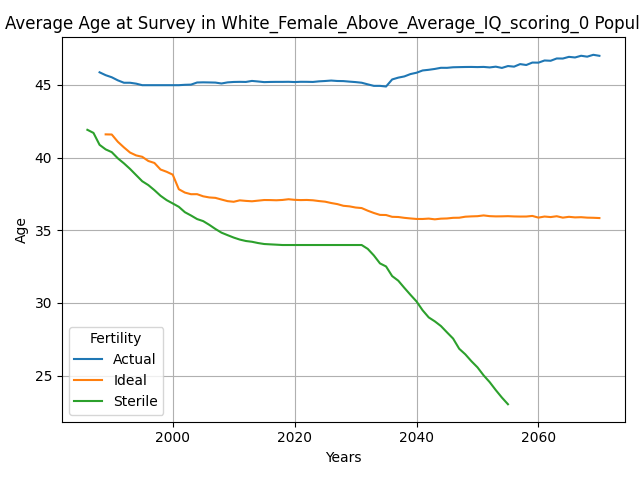 Average Age at Survey in White_Female_Above_Average_IQ_scoring_0 Popul
Age
45
40
35
30
25
Fertility
Actual
Ideal
Sterile
2000 2020 2040 2060
Years